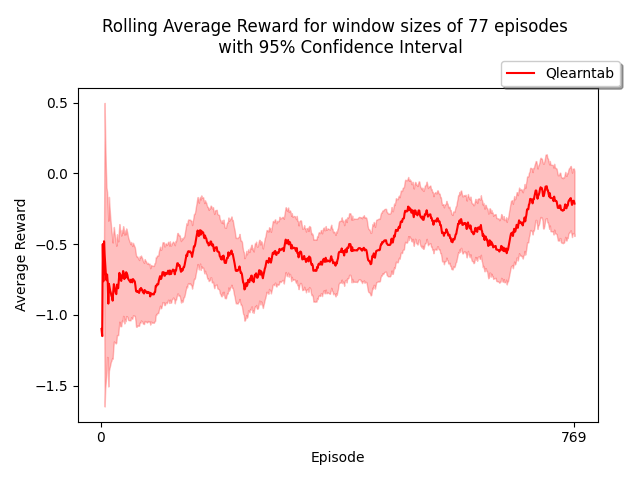 Rolling Average Reward for window sizes of 77 episodes
with 95% Confidence Interval
Qlearntab
0.5
0.0
−0.5
−1.0
−1.5
Average Reward
0
769
Episode